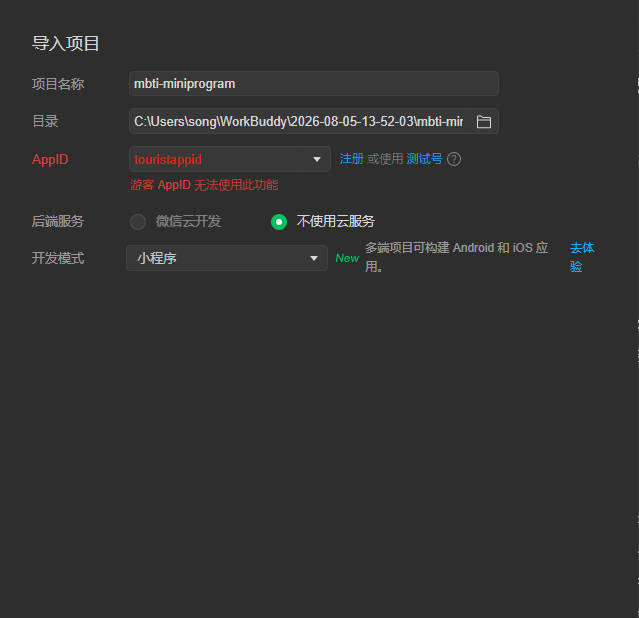 导入项目
项目名称 mbti-miniprogram
目录 C:\Users\song\WorkBuddy\2026-08-05-13-52-03\mbti-mir
AppID touristappid 注册 或使用 测试号 ?
游客 AppID 无法使用此功能
后端服务 微信云开发 不使用云服务
开发模式 小程序 New 多端项目可构建 Android 和 iOS 应用。 去体验